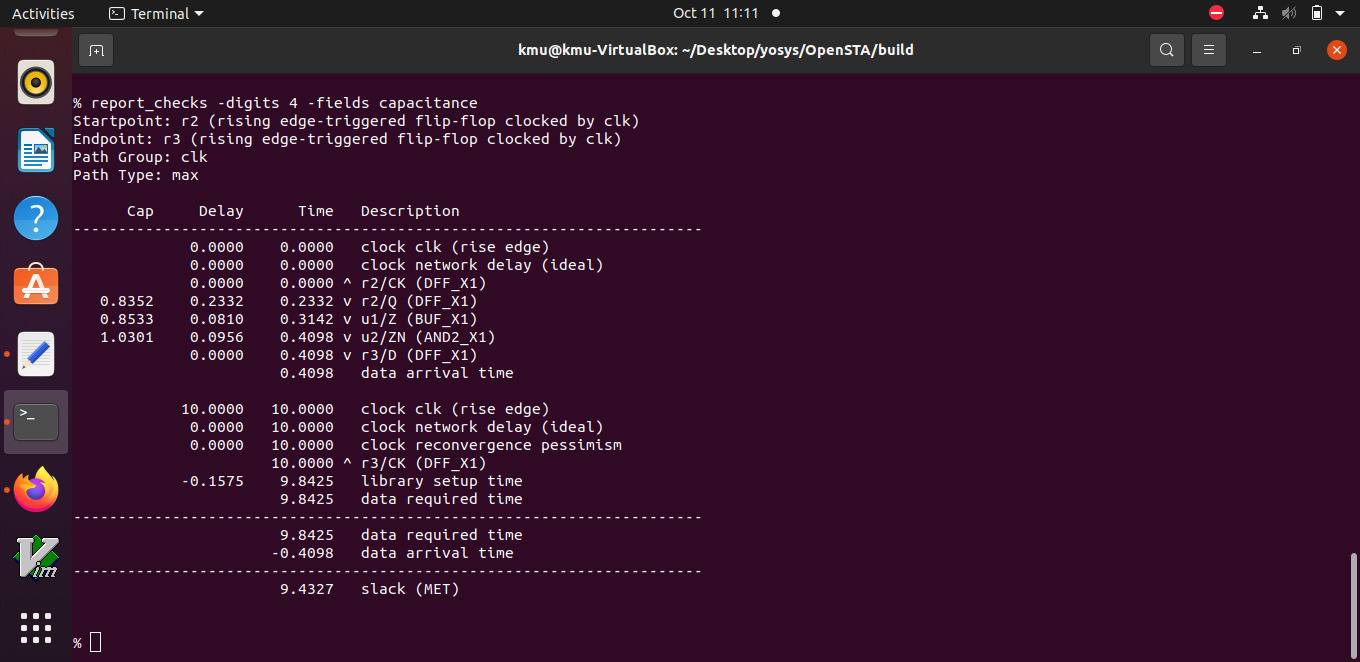 Activities Terminal Oct 11 11:11
kmu@kmu-VirtualBox: ~/Desktop/yosys/OpenSTA/build
% report_checks -digits 4 -fields capacitance
Startpoint: r2 (rising edge-triggered flip-flop clocked by clk)
Endpoint: r3 (rising edge-triggered flip-flop clocked by clk)
Path Group: clk
Path Type: max
      Cap     Delay      Time   Description
----------------------------------------------------------------------
             0.0000    0.0000   clock clk (rise edge)
             0.0000    0.0000   clock network delay (ideal)
             0.0000    0.0000 ^ r2/CK (DFF_X1)
   0.8352    0.2332    0.2332 v r2/Q (DFF_X1)
   0.8533    0.0810    0.3142 v u1/Z (BUF_X1)
   1.0301    0.0956    0.4098 v u2/ZN (AND2_X1)
             0.0000    0.4098 v r3/D (DFF_X1)
                       0.4098   data arrival time
            10.0000   10.0000   clock clk (rise edge)
             0.0000   10.0000   clock network delay (ideal)
             0.0000   10.0000   clock reconvergence pessimism
                      10.0000 ^ r3/CK (DFF_X1)
            -0.1575    9.8425   library setup time
                       9.8425   data required time
----------------------------------------------------------------------
                       9.8425   data required time
                      -0.4098   data arrival time
----------------------------------------------------------------------
                       9.4327   slack (MET)
%